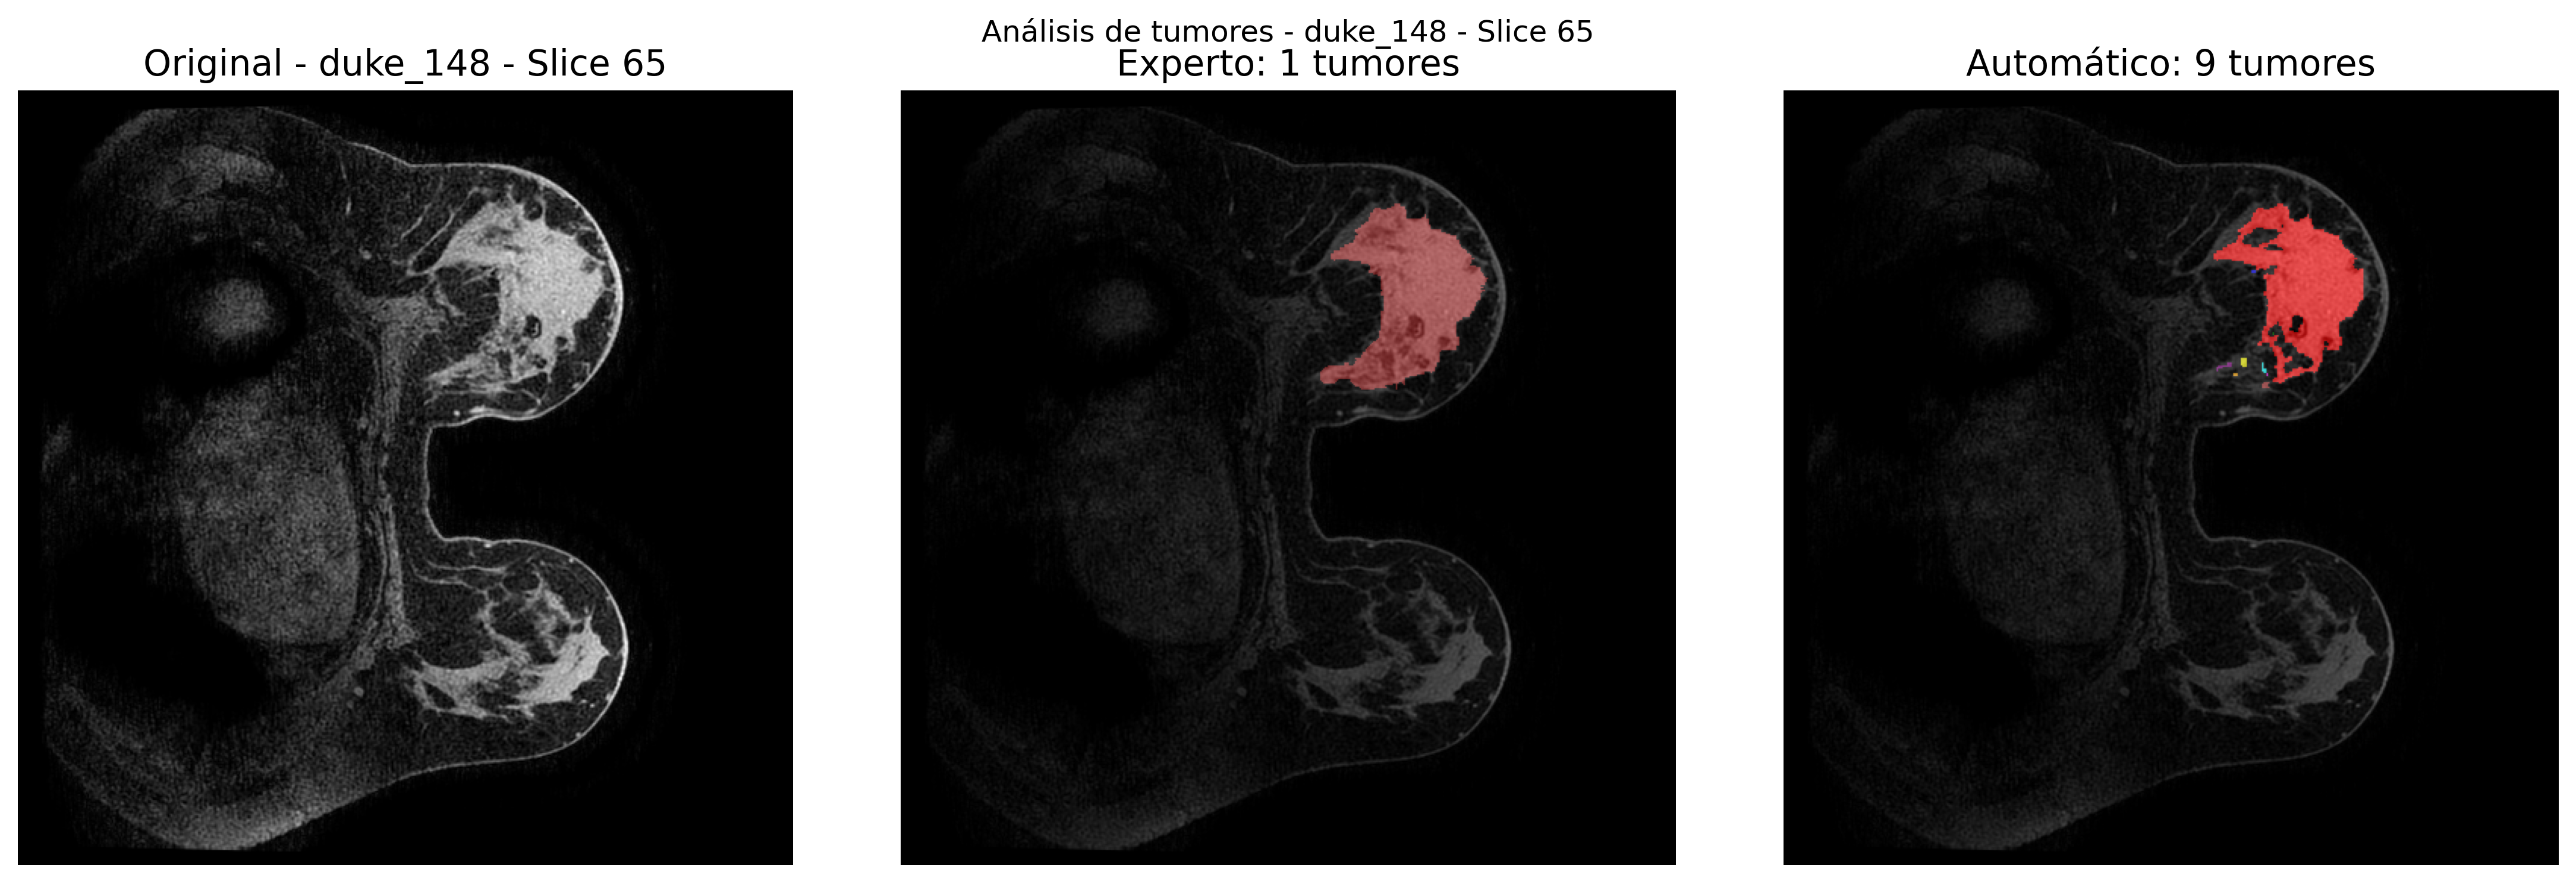 Análisis de tumores - duke_148 - Slice 65
Original - duke_148 - Slice 65
Experto: 1 tumores
Automático: 9 tumores